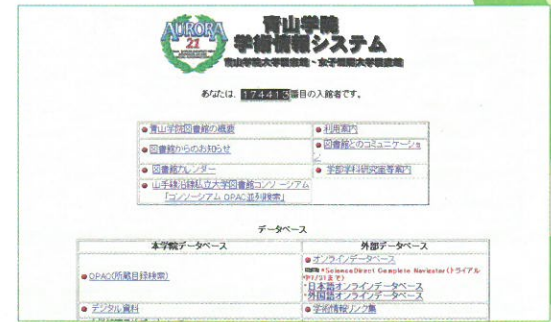 AURORA
21
青山学院
学術情報システム
青山学院大学図書館・女子短期大学図書館
あなたは、174413番目の入館者です。
青山学院図書館の概要
利用案内
図書館からのお知らせ
図書館とのコミュニケーション
図書館カレンダー
学部学科研究室等案内
山手線沿線私立大学図書館コンソーシアム
「コンソーシアム OPAC並列検索」
データベース
本学院データベース
外部データベース
OPAC(所蔵目録検索)
オンラインデータベース
*ScienceDirect Complete Navigator(トライアル
中7/21まで)
・日本語オンラインデータベース
・外国語オンラインデータベース
デジタル資料
学術情報リンク集